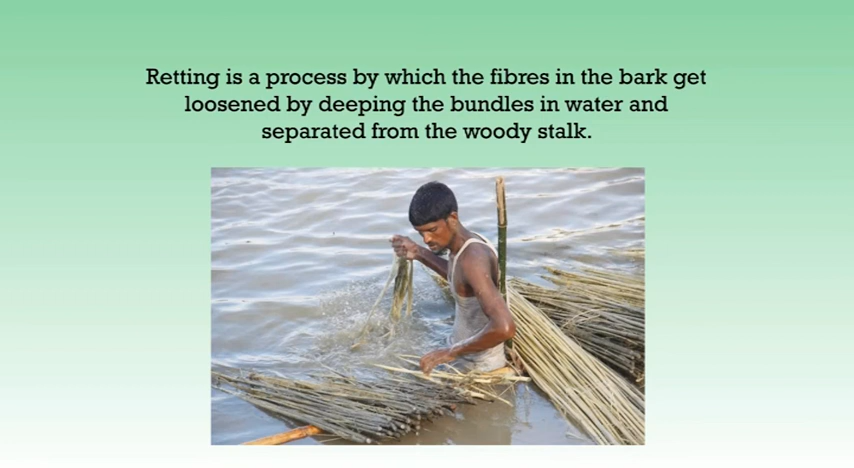 Retting is a process by which the fibres in the bark get
loosened by deeping the bundles in water and
separated from the woody stalk.